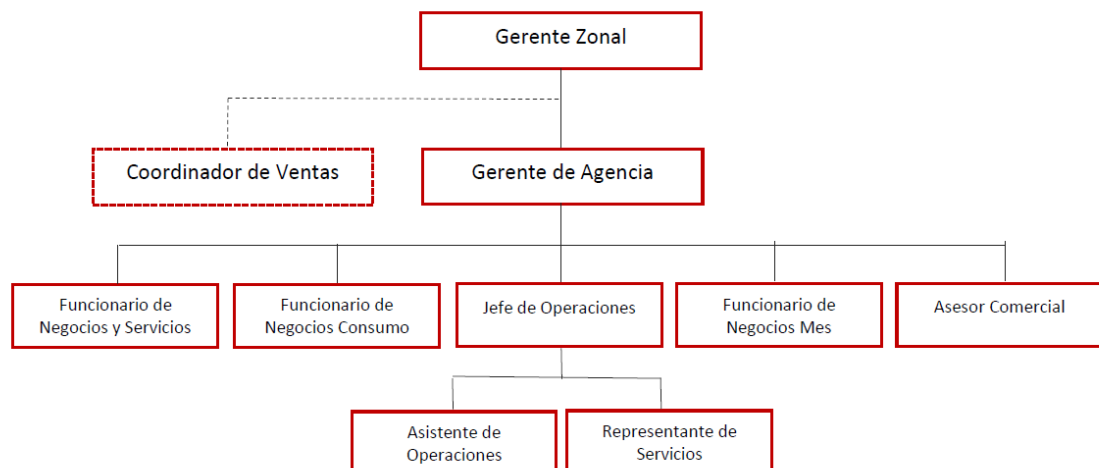 Gerente Zonal
Coordinador de Ventas
Gerente de Agencia
Funcionario de
Negocios y Servicios
Funcionario de
Negocios Consumo
Jefe de Operaciones
Funcionario de
Negocios Mes
Asesor Comercial
Asistente de
Operaciones
Representante de
Servicios